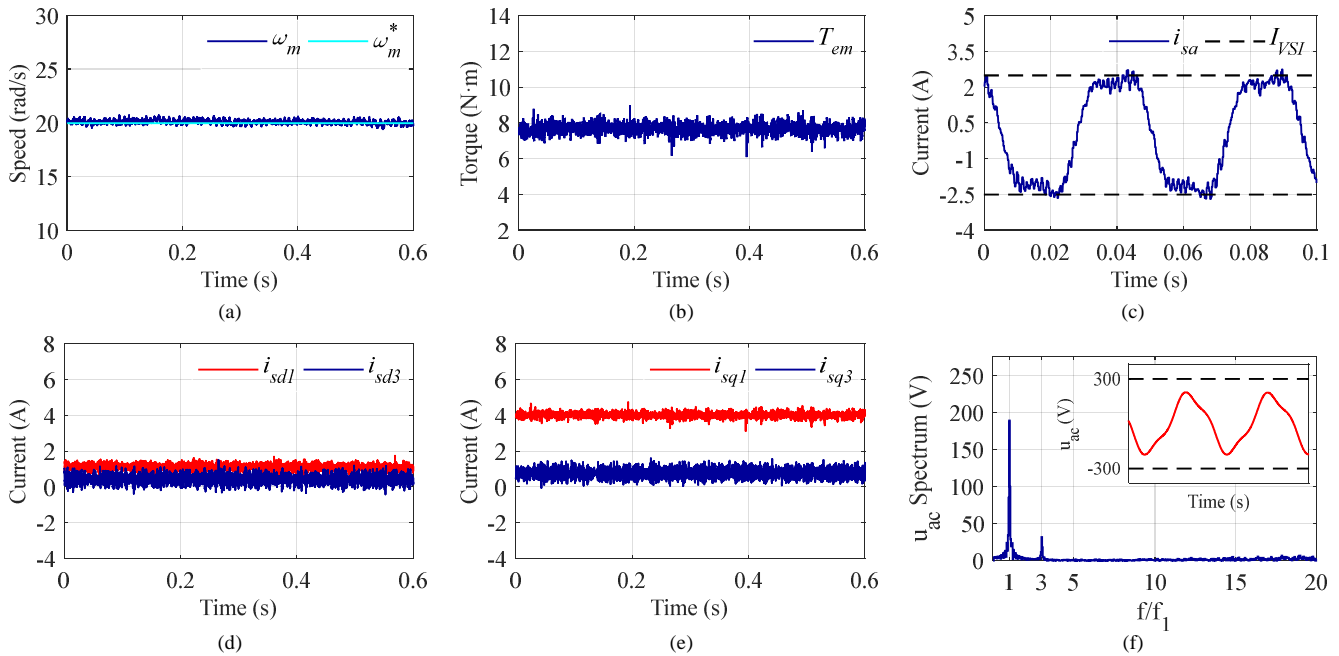 30
25
20
15
10
Speed (rad/s)
ω_m ω_m^*
0 0.2 0.4 0.6
Time (s)
(a)
14
12
10
8
6
4
2
Torque (N·m)
T_em
0 0.2 0.4 0.6
Time (s)
(b)
5
3.5
2
0.5
-1
-2.5
-4
Current (A)
i_sa I_VSI
0 0.02 0.04 0.06 0.08 0.1
Time (s)
(c)
8
6
4
2
0
-2
-4
Current (A)
i_sd1 i_sd3
0 0.2 0.4 0.6
Time (s)
(d)
8
6
4
2
0
-2
-4
Current (A)
i_sq1 i_sq3
0 0.2 0.4 0.6
Time (s)
(e)
250
200
150
100
50
0
u_ac Spectrum (V)
300
-300
u_ac (V)
Time (s)
1 3 5 10 15 20
f/f_1
(f)